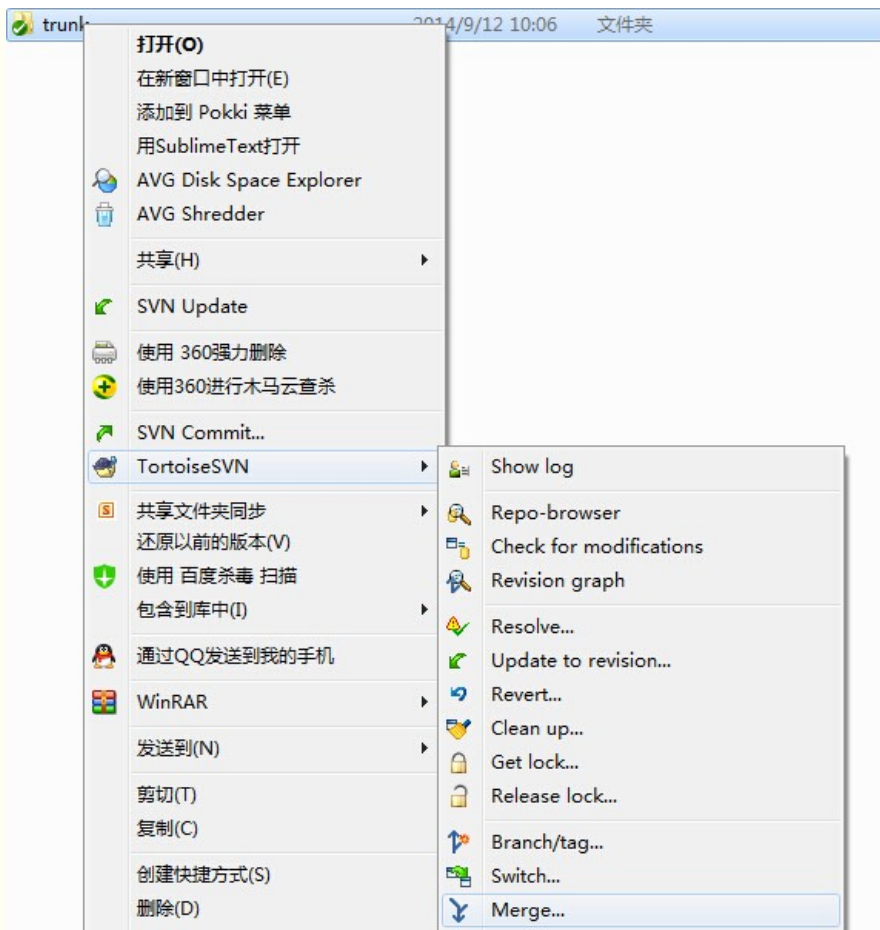 trunk 2014/9/12 10:06 文件夹
打开(O)
在新窗口中打开(E)
添加到 Pokki 菜单
用SublimeText打开
AVG Disk Space Explorer
AVG Shredder
共享(H)
SVN Update
使用 360强力删除
使用360进行木马云查杀
SVN Commit...
TortoiseSVN
共享文件夹同步
还原以前的版本(V)
使用 百度杀毒 扫描
包含到库中(I)
通过QQ发送到我的手机
WinRAR
发送到(N)
剪切(T)
复制(C)
创建快捷方式(S)
删除(D)
Show log
Repo-browser
Check for modifications
Revision graph
Resolve...
Update to revision...
Revert...
Clean up...
Get lock...
Release lock...
Branch/tag...
Switch...
Merge...